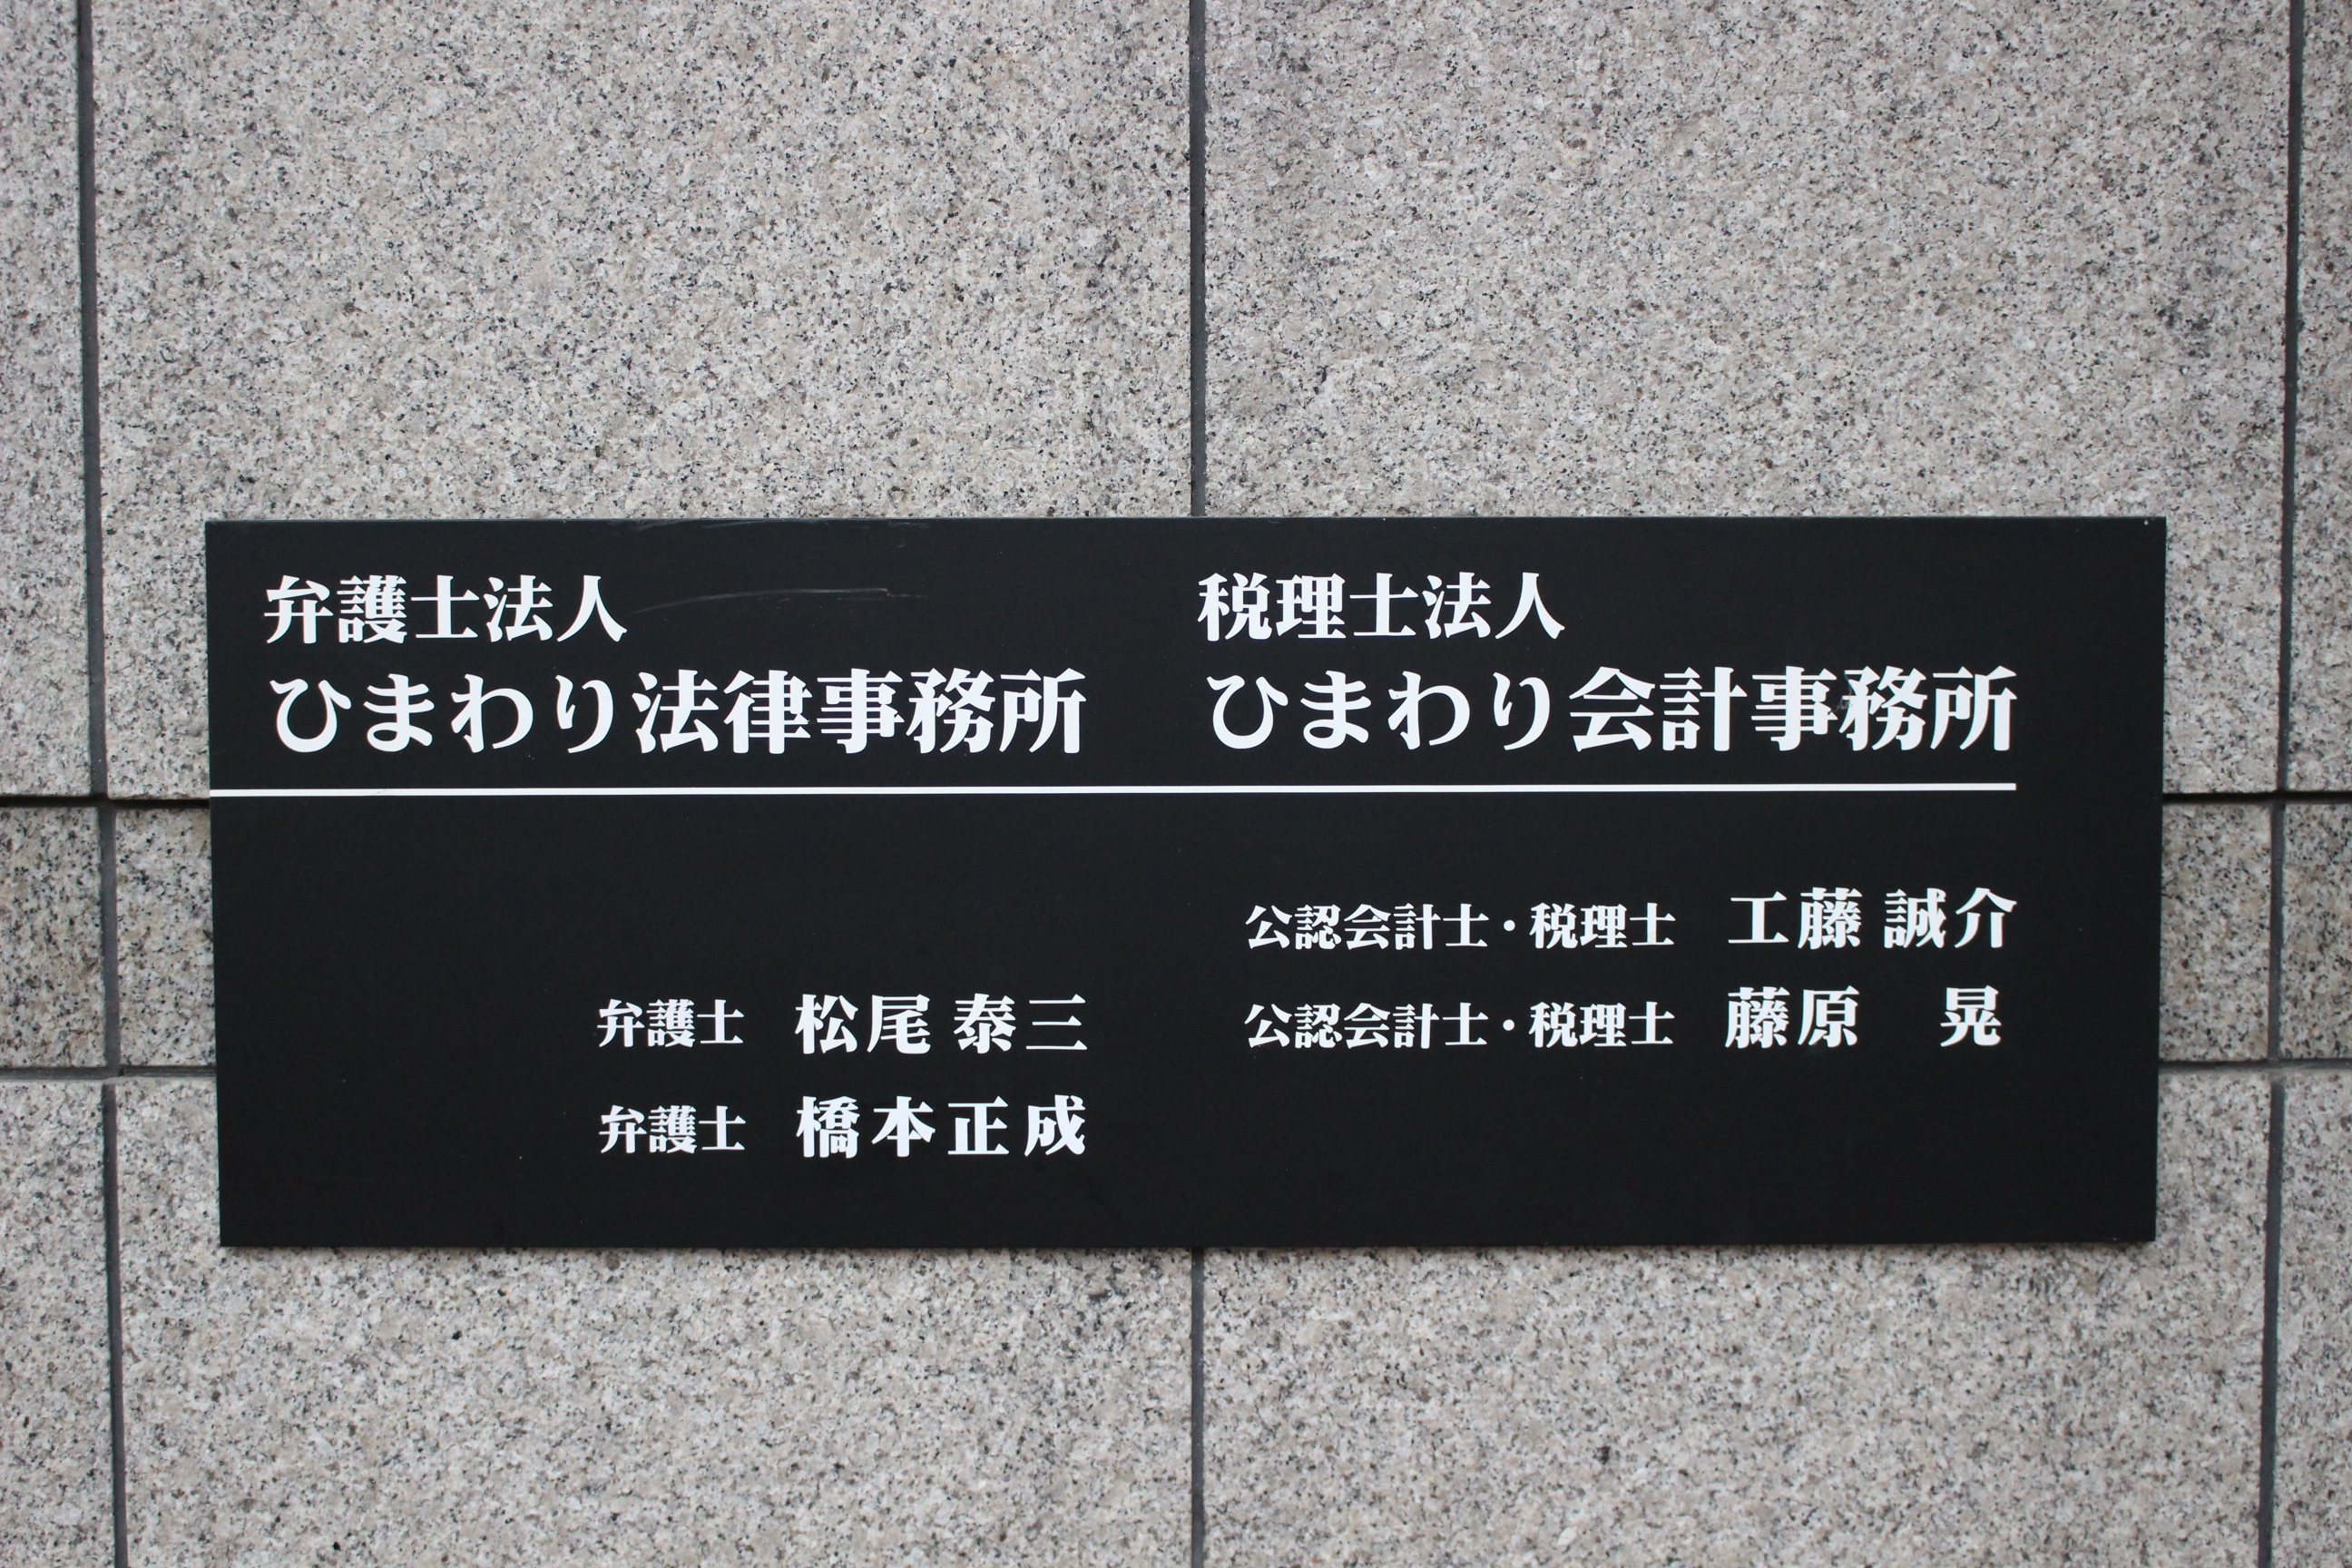 弁護士法人
ひまわり法律事務所
弁護士 松尾 泰三
弁護士 橋本正成
税理士法人
ひまわり会計事務所
公認会計士・税理士 工藤 誠介
公認会計士・税理士 藤原 晃